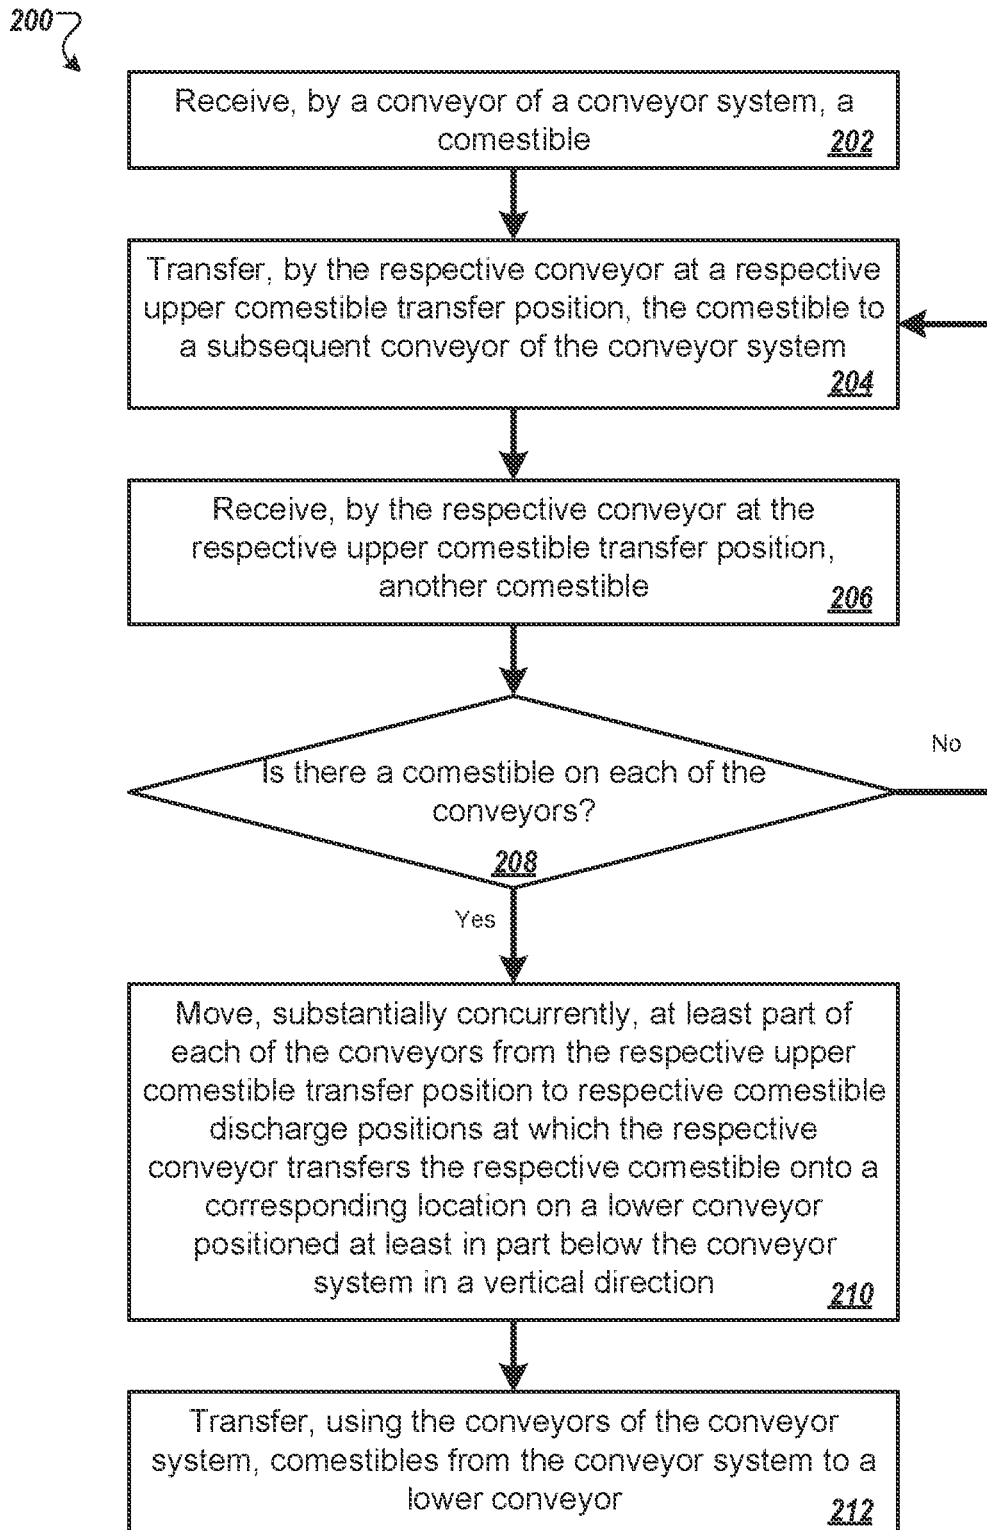 200
Receive, by a conveyor of a conveyor system, a
comestible
202
Transfer, by the respective conveyor at a respective
upper comestible transfer position, the comestible to
a subsequent conveyor of the conveyor system
204
Receive, by the respective conveyor at the
respective upper comestible transfer position,
another comestible
206
No
Is there a comestible on each of the
conveyors?
208
Yes
Move, substantially concurrently, at least part of
each of the conveyors from the respective upper
comestible transfer position to respective comestible
discharge positions at which the respective
conveyor transfers the respective comestible onto a
corresponding location on a lower conveyor
positioned at least in part below the conveyor
system in a vertical direction
210
Transfer, using the conveyors of the conveyor
system, comestibles from the conveyor system to a
lower conveyor
212